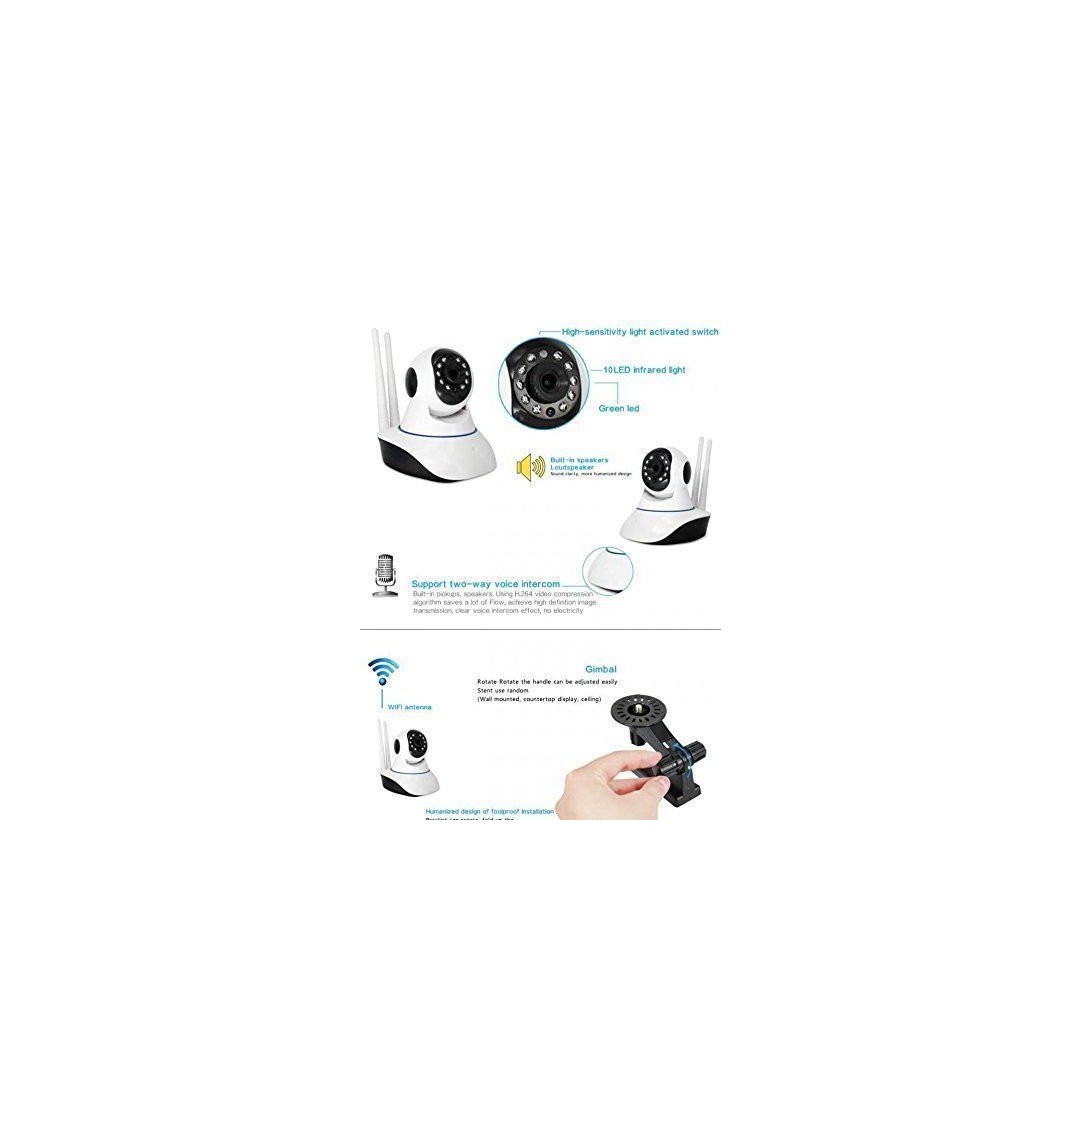 High-sensitivity light activated switch
10LED infrared light
Green led
Built-in speakers
Loudspeaker
Sound clarity, more humanized design
Support two-way voice intercom
Built-in pickups, speakers, Using H.264 video compression
algorithm saves a lot of Flow, achieve high definition image
transmission, clear voice intercom effect, no electricity
Gimbal
Rotate Rotate the handle can be adjusted easily
Stent use random
(Wall mounted, countertop display, ceiling)
WIFI antenna
Humanized design of foolproof installation